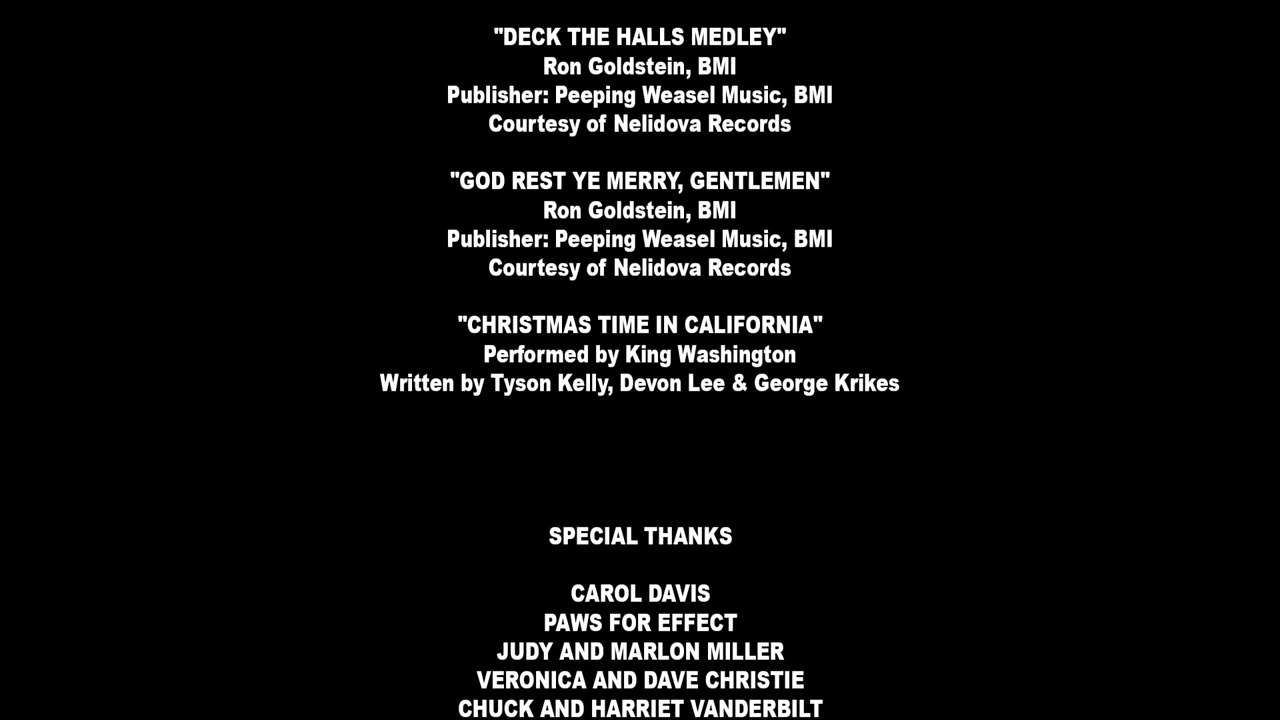 "DECK THE HALLS MEDLEY"
Ron Goldstein, BMI
Publisher: Peeping Weasel Music, BMI
Courtesy of Nelidova Records
"GOD REST YE MERRY, GENTLEMEN"
Ron Goldstein, BMI
Publisher: Peeping Weasel Music, BMI
Courtesy of Nelidova Records
"CHRISTMAS TIME IN CALIFORNIA"
Performed by King Washington
Written by Tyson Kelly, Devon Lee & George Krikes
SPECIAL THANKS
CAROL DAVIS
PAWS FOR EFFECT
JUDY AND MARLON MILLER
VERONICA AND DAVE CHRISTIE
CHUCK AND HARRIET VANDERBILT